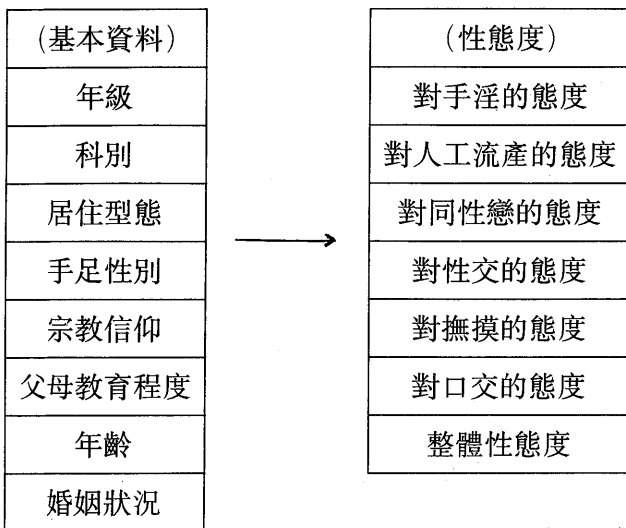 (基本資料)
年級
科別
居住型態
手足性別
宗教信仰
父母教育程度
年齡
婚姻狀況
(性態度)
對手淫的態度
對人工流產的態度
對同性戀的態度
對性交的態度
對撫摸的態度
對口交的態度
整體性態度